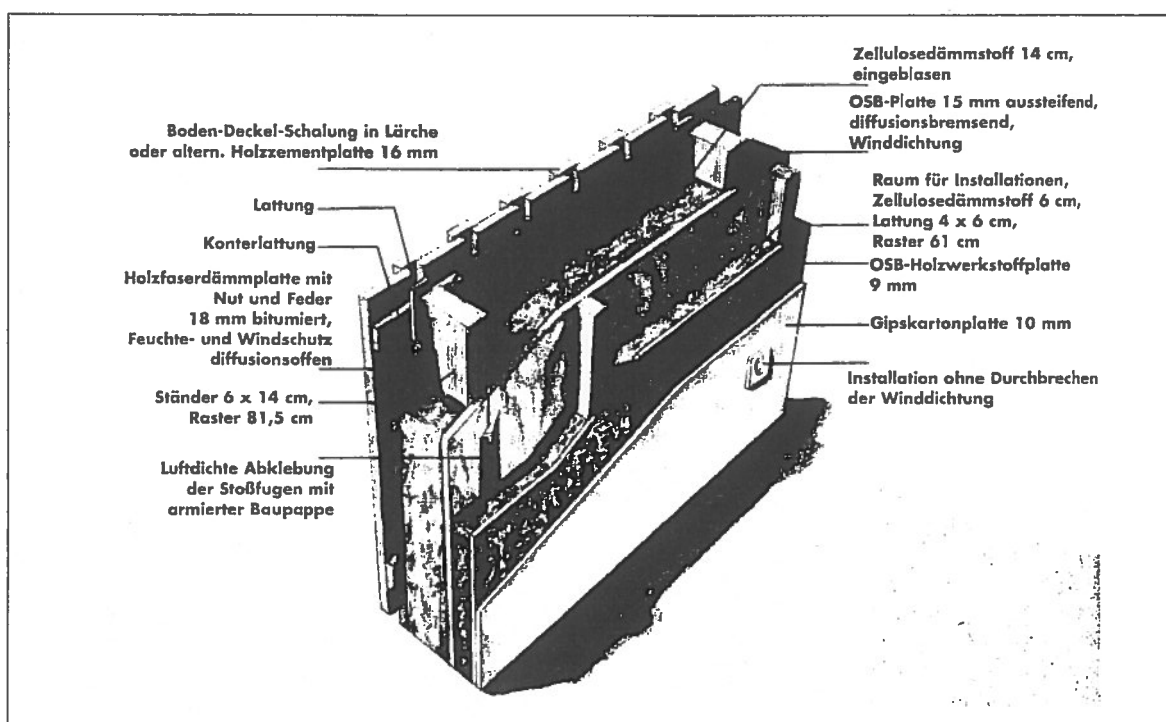 Zellulosedämmstoff 14 cm,
eingeblasen
OSB-Platte 15 mm aussteifend,
diffusionsbremsend,
Winddichtung
Boden-Deckel-Schalung in Lärche
oder altern. Holzzementplatte 16 mm
Raum für Installationen,
Zellulosedämmstoff 6 cm,
Lattung 4 x 6 cm,
Raster 61 cm
Lattung
Konterlattung
OSB-Holzwerkstoffplatte
9 mm
Holzfaserdämmplatte mit
Nut und Feder
18 mm bitumiert,
Feuchte- und Windschutz
diffusionsoffen
Gipskartonplatte 10 mm
Installation ohne Durchbrechen
der Winddichtung
Ständer 6 x 14 cm,
Raster 81,5 cm
Luftdichte Abklebung
der Stoßfugen mit
armierter Baupappe